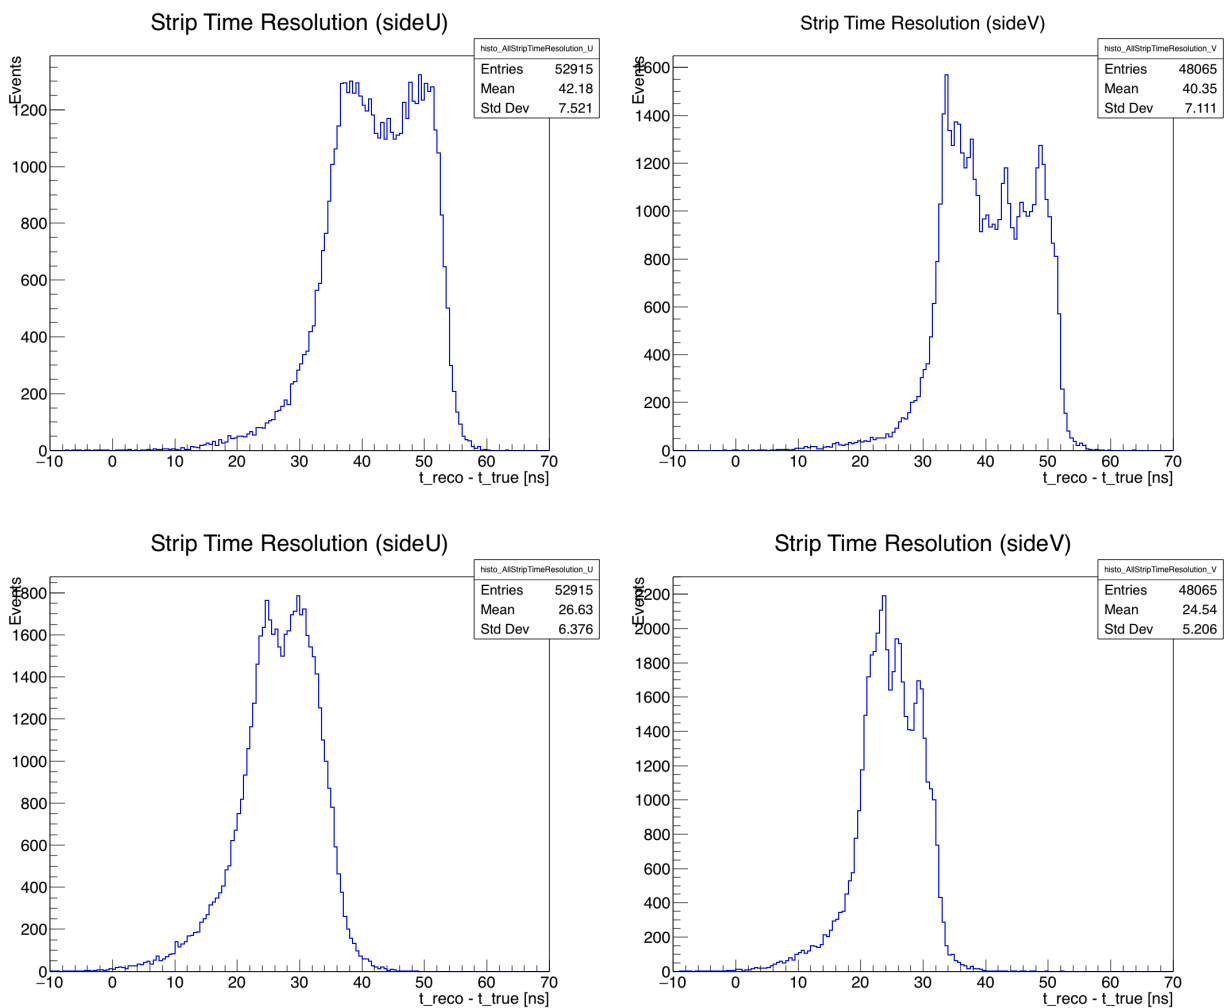 Strip Time Resolution (sideU)
Events
histo_AllStripTimeResolution_U
Entries 52915
Mean 42.18
Std Dev 7.521
1200
1000
800
600
400
200
0
−10 0 10 20 30 40 50 60 70
t_reco - t_true [ns]
Strip Time Resolution (sideV)
Events
histo_AllStripTimeResolution_V
Entries 48065
Mean 40.35
Std Dev 7.111
1600
1400
1200
1000
800
600
400
200
0
−10 0 10 20 30 40 50 60 70
t_reco - t_true [ns]
Strip Time Resolution (sideU)
Events
histo_AllStripTimeResolution_U
Entries 52915
Mean 26.63
Std Dev 6.376
1800
1600
1400
1200
1000
800
600
400
200
0
−10 0 10 20 30 40 50 60 70
t_reco - t_true [ns]
Strip Time Resolution (sideV)
Events
histo_AllStripTimeResolution_V
Entries 48065
Mean 24.54
Std Dev 5.206
2200
2000
1800
1600
1400
1200
1000
800
600
400
200
0
−10 0 10 20 30 40 50 60 70
t_reco - t_true [ns]